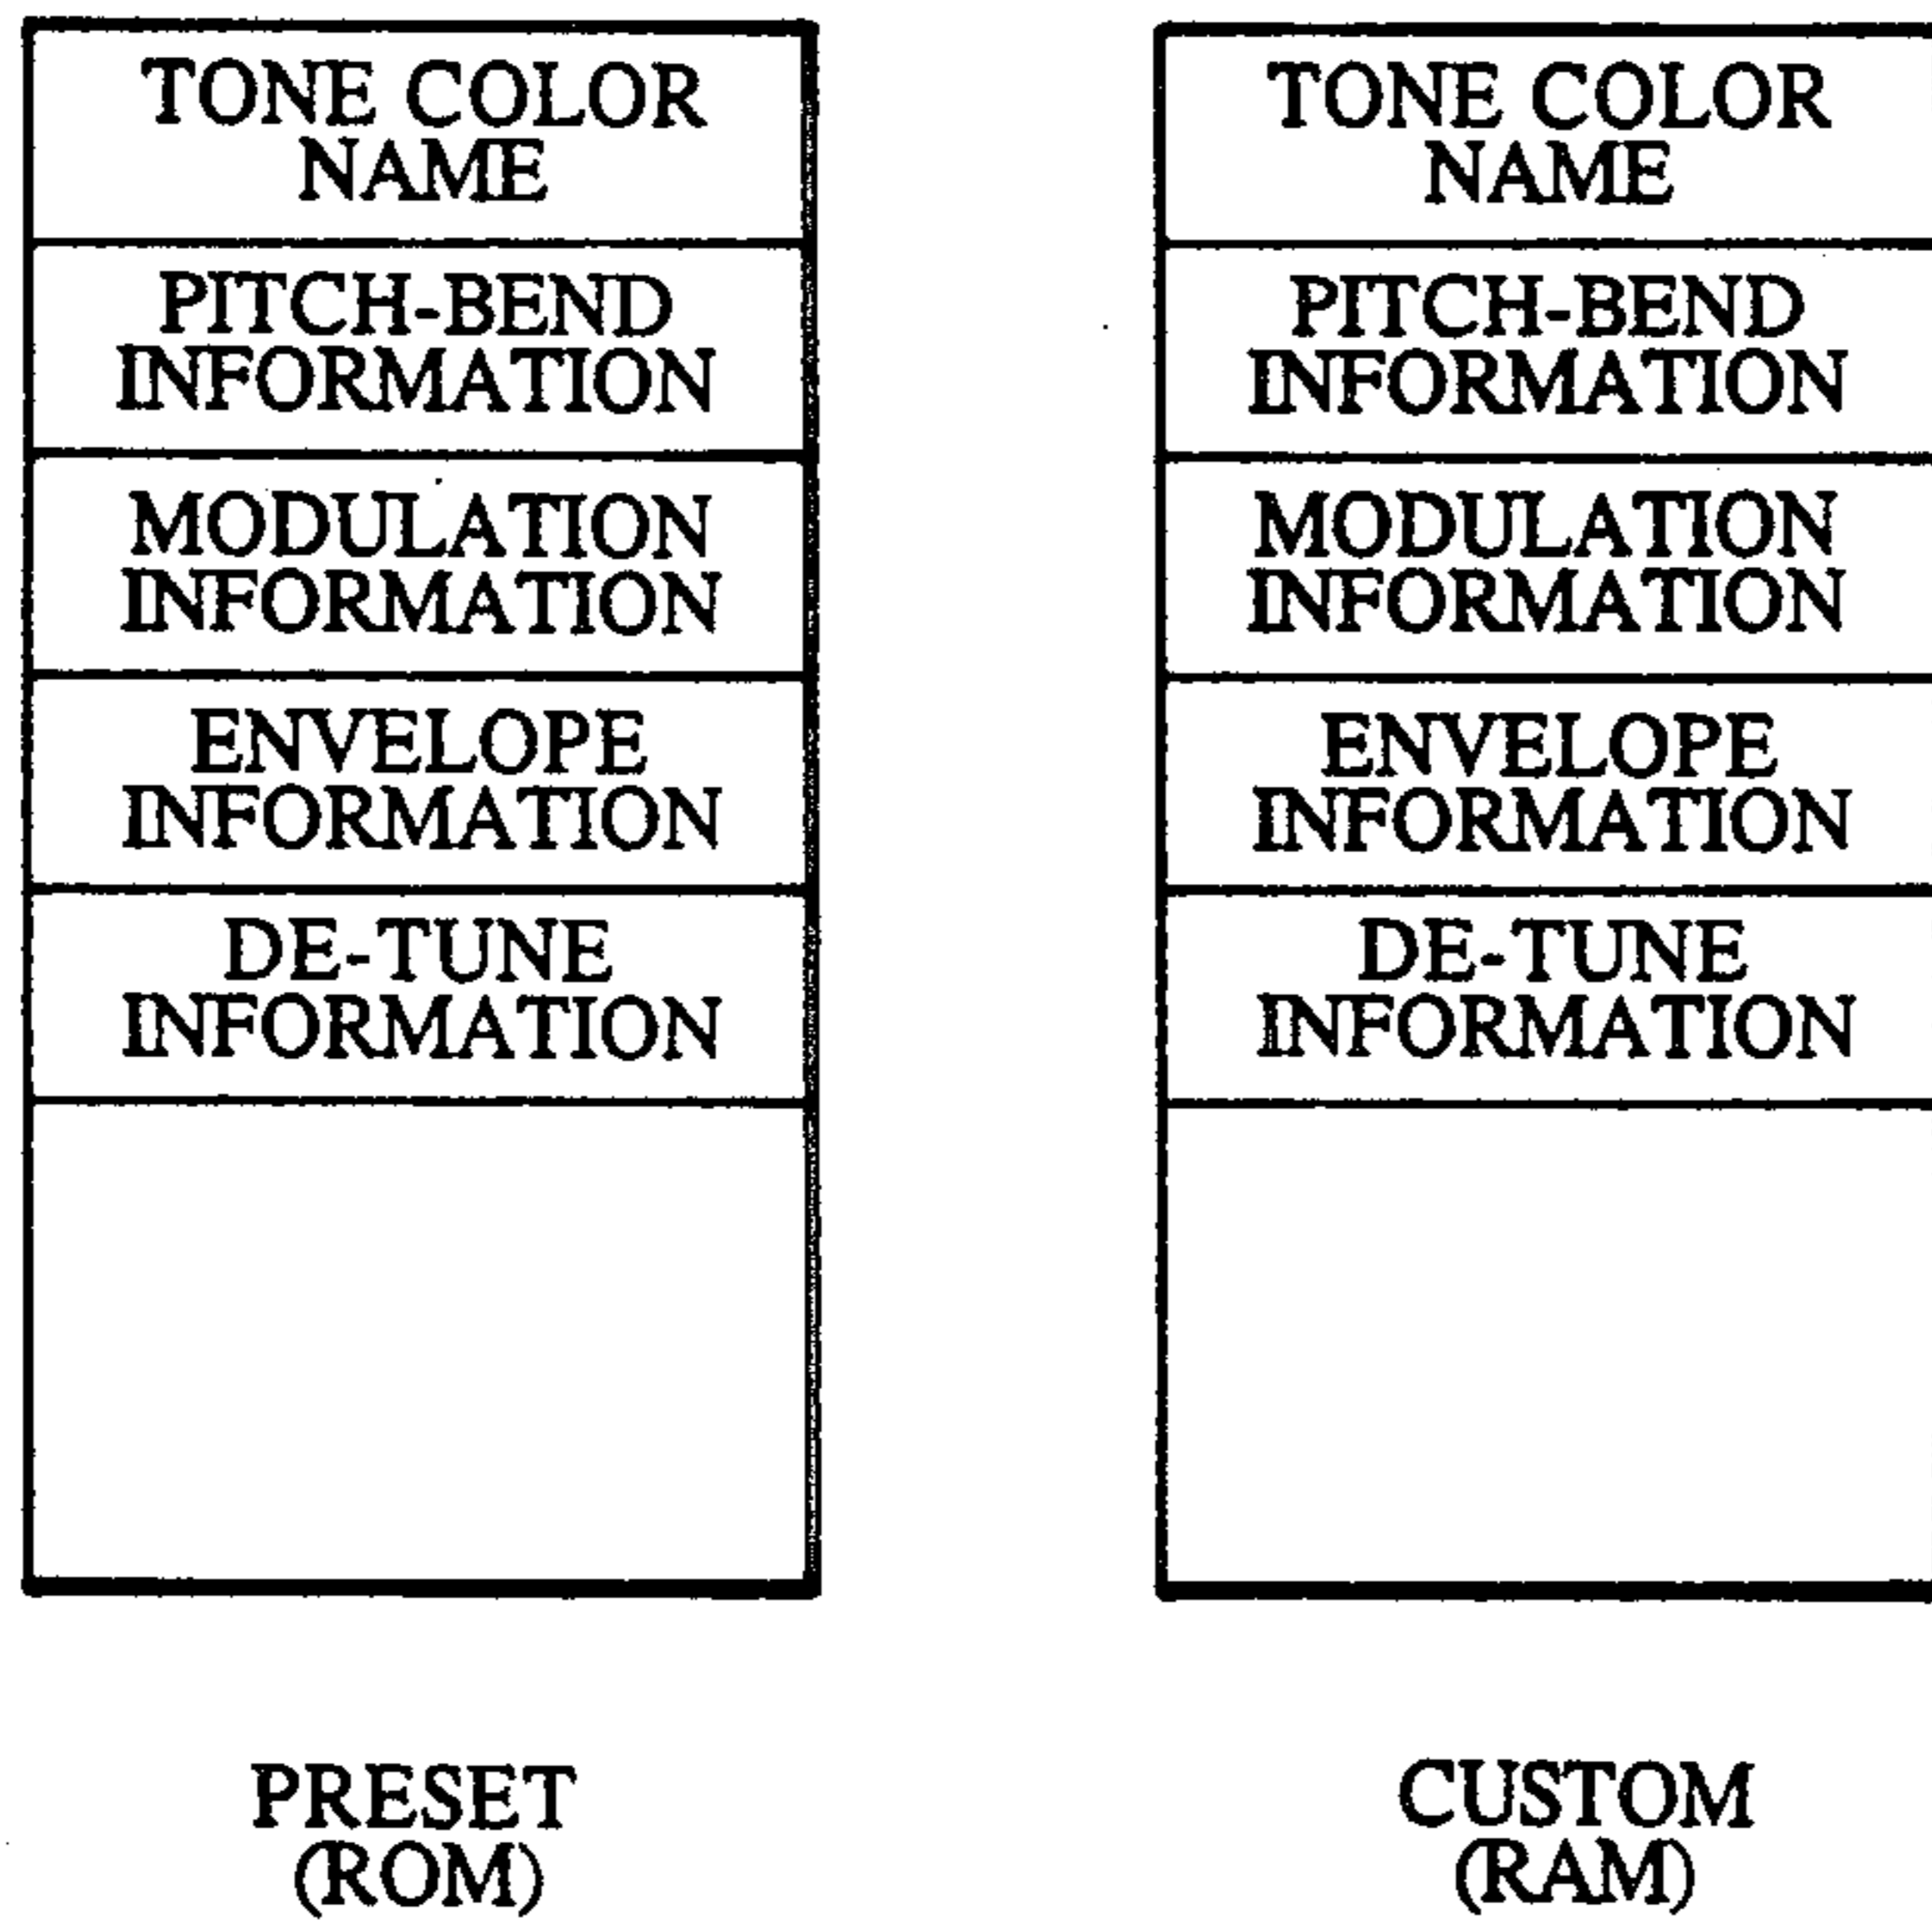 TONE COLOR
NAME
PITCH-BEND
INFORMATION
MODULATION
INFORMATION
ENVELOPE
INFORMATION
DE-TUNE
INFORMATION
PRESET
(ROM)
TONE COLOR
NAME
PITCH-BEND
INFORMATION
MODULATION
INFORMATION
ENVELOPE
INFORMATION
DE-TUNE
INFORMATION
CUSTOM
(RAM)